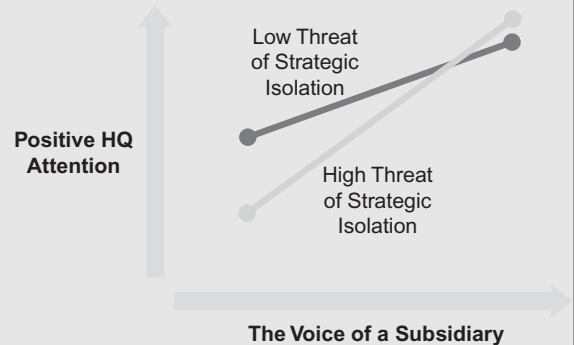 Low Threat
of Strategic
Isolation
Positive HQ
Attention
High Threat
of Strategic
Isolation
The Voice of a Subsidiary